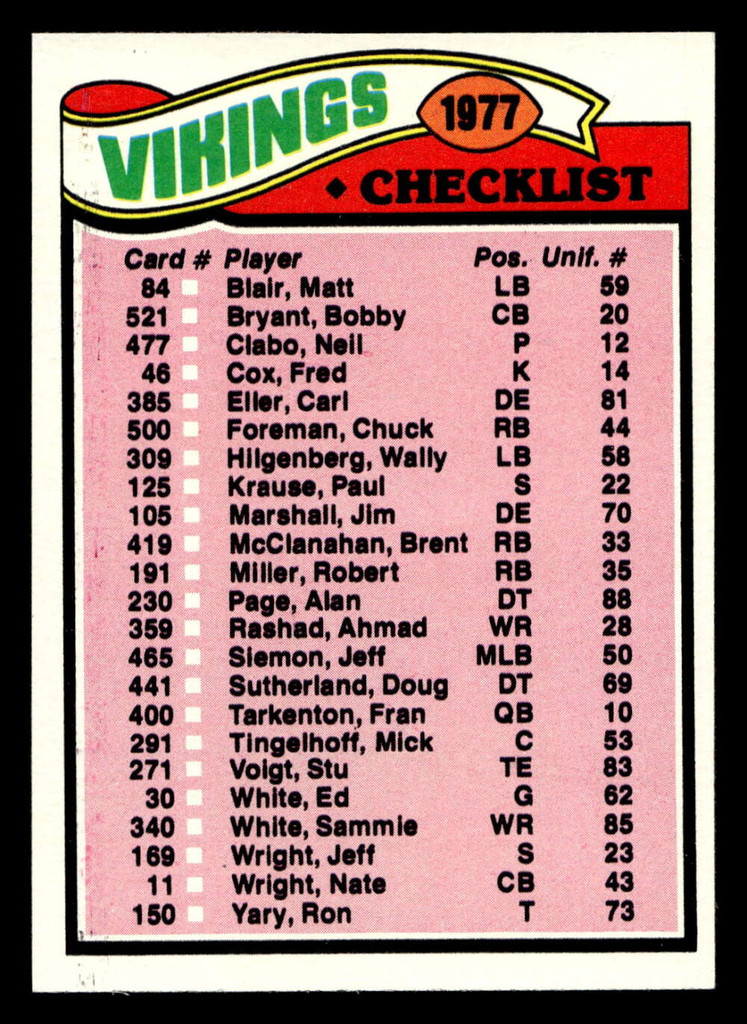 VIKINGS
1977
◆ CHECKLIST
Card # Player Pos. Unif. #
84 Blair, Matt LB 59
521 Bryant, Bobby CB 20
477 Clabo, Neil P 12
46 Cox, Fred K 14
385 Eller, Carl DE 81
500 Foreman, Chuck RB 44
309 Hilgenberg, Wally LB 58
125 Krause, Paul S 22
105 Marshall, Jim DE 70
419 McClanahan, Brent RB 33
191 Miller, Robert RB 35
230 Page, Alan DT 88
359 Rashad, Ahmad WR 28
465 Siemon, Jeff MLB 50
441 Sutherland, Doug DT 69
400 Tarkenton, Fran QB 10
291 Tingelhoff, Mick C 53
271 Voigt, Stu TE 83
30 White, Ed G 62
340 White, Sammie WR 85
169 Wright, Jeff S 23
11 Wright, Nate CB 43
150 Yary, Ron T 73